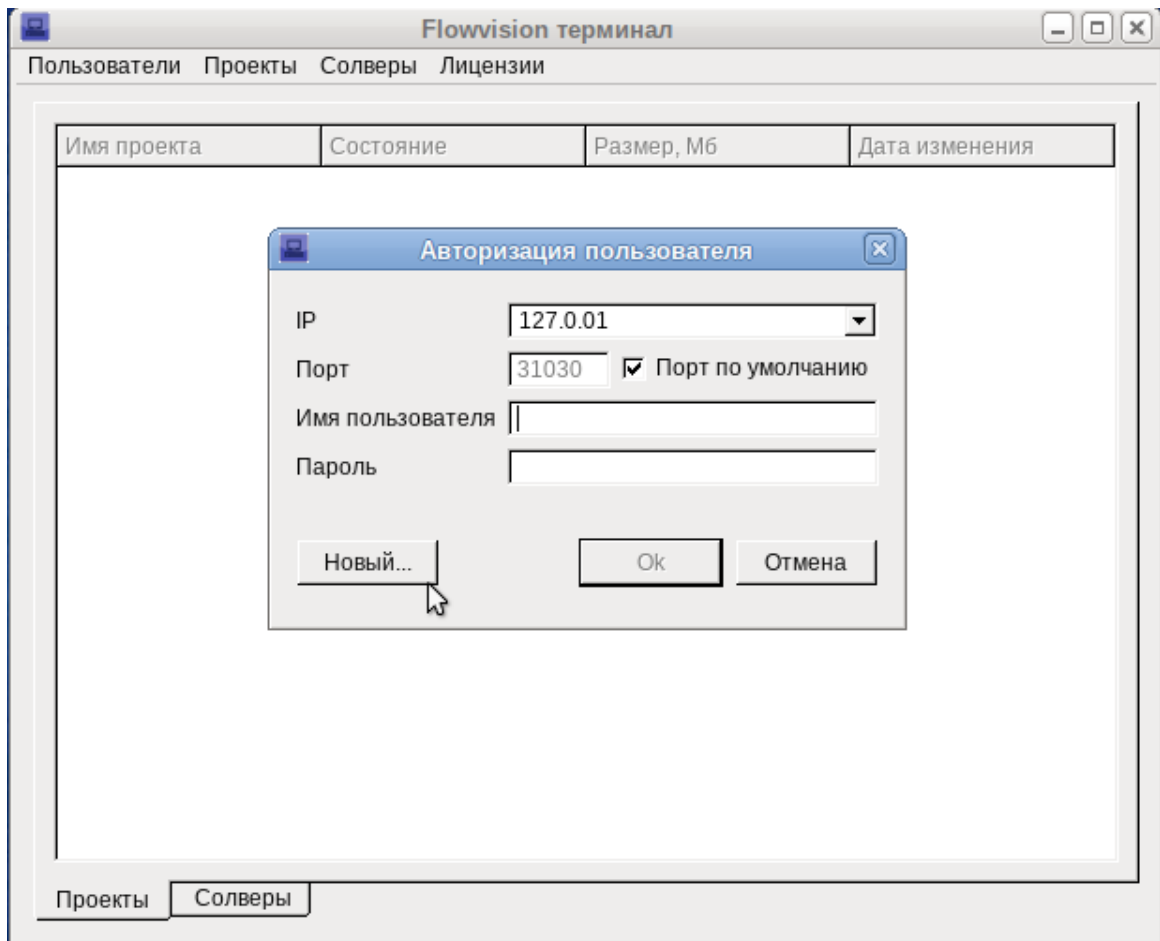 Flowvision терминал
Пользователи Проекты Солверы Лицензии
Имя проекта Состояние Размер, Мб Дата изменения
Авторизация пользователя
IP 127.0.01
Порт 31030 Порт по умолчанию
Имя пользователя
Пароль
Новый... Ok Отмена
Проекты Солверы